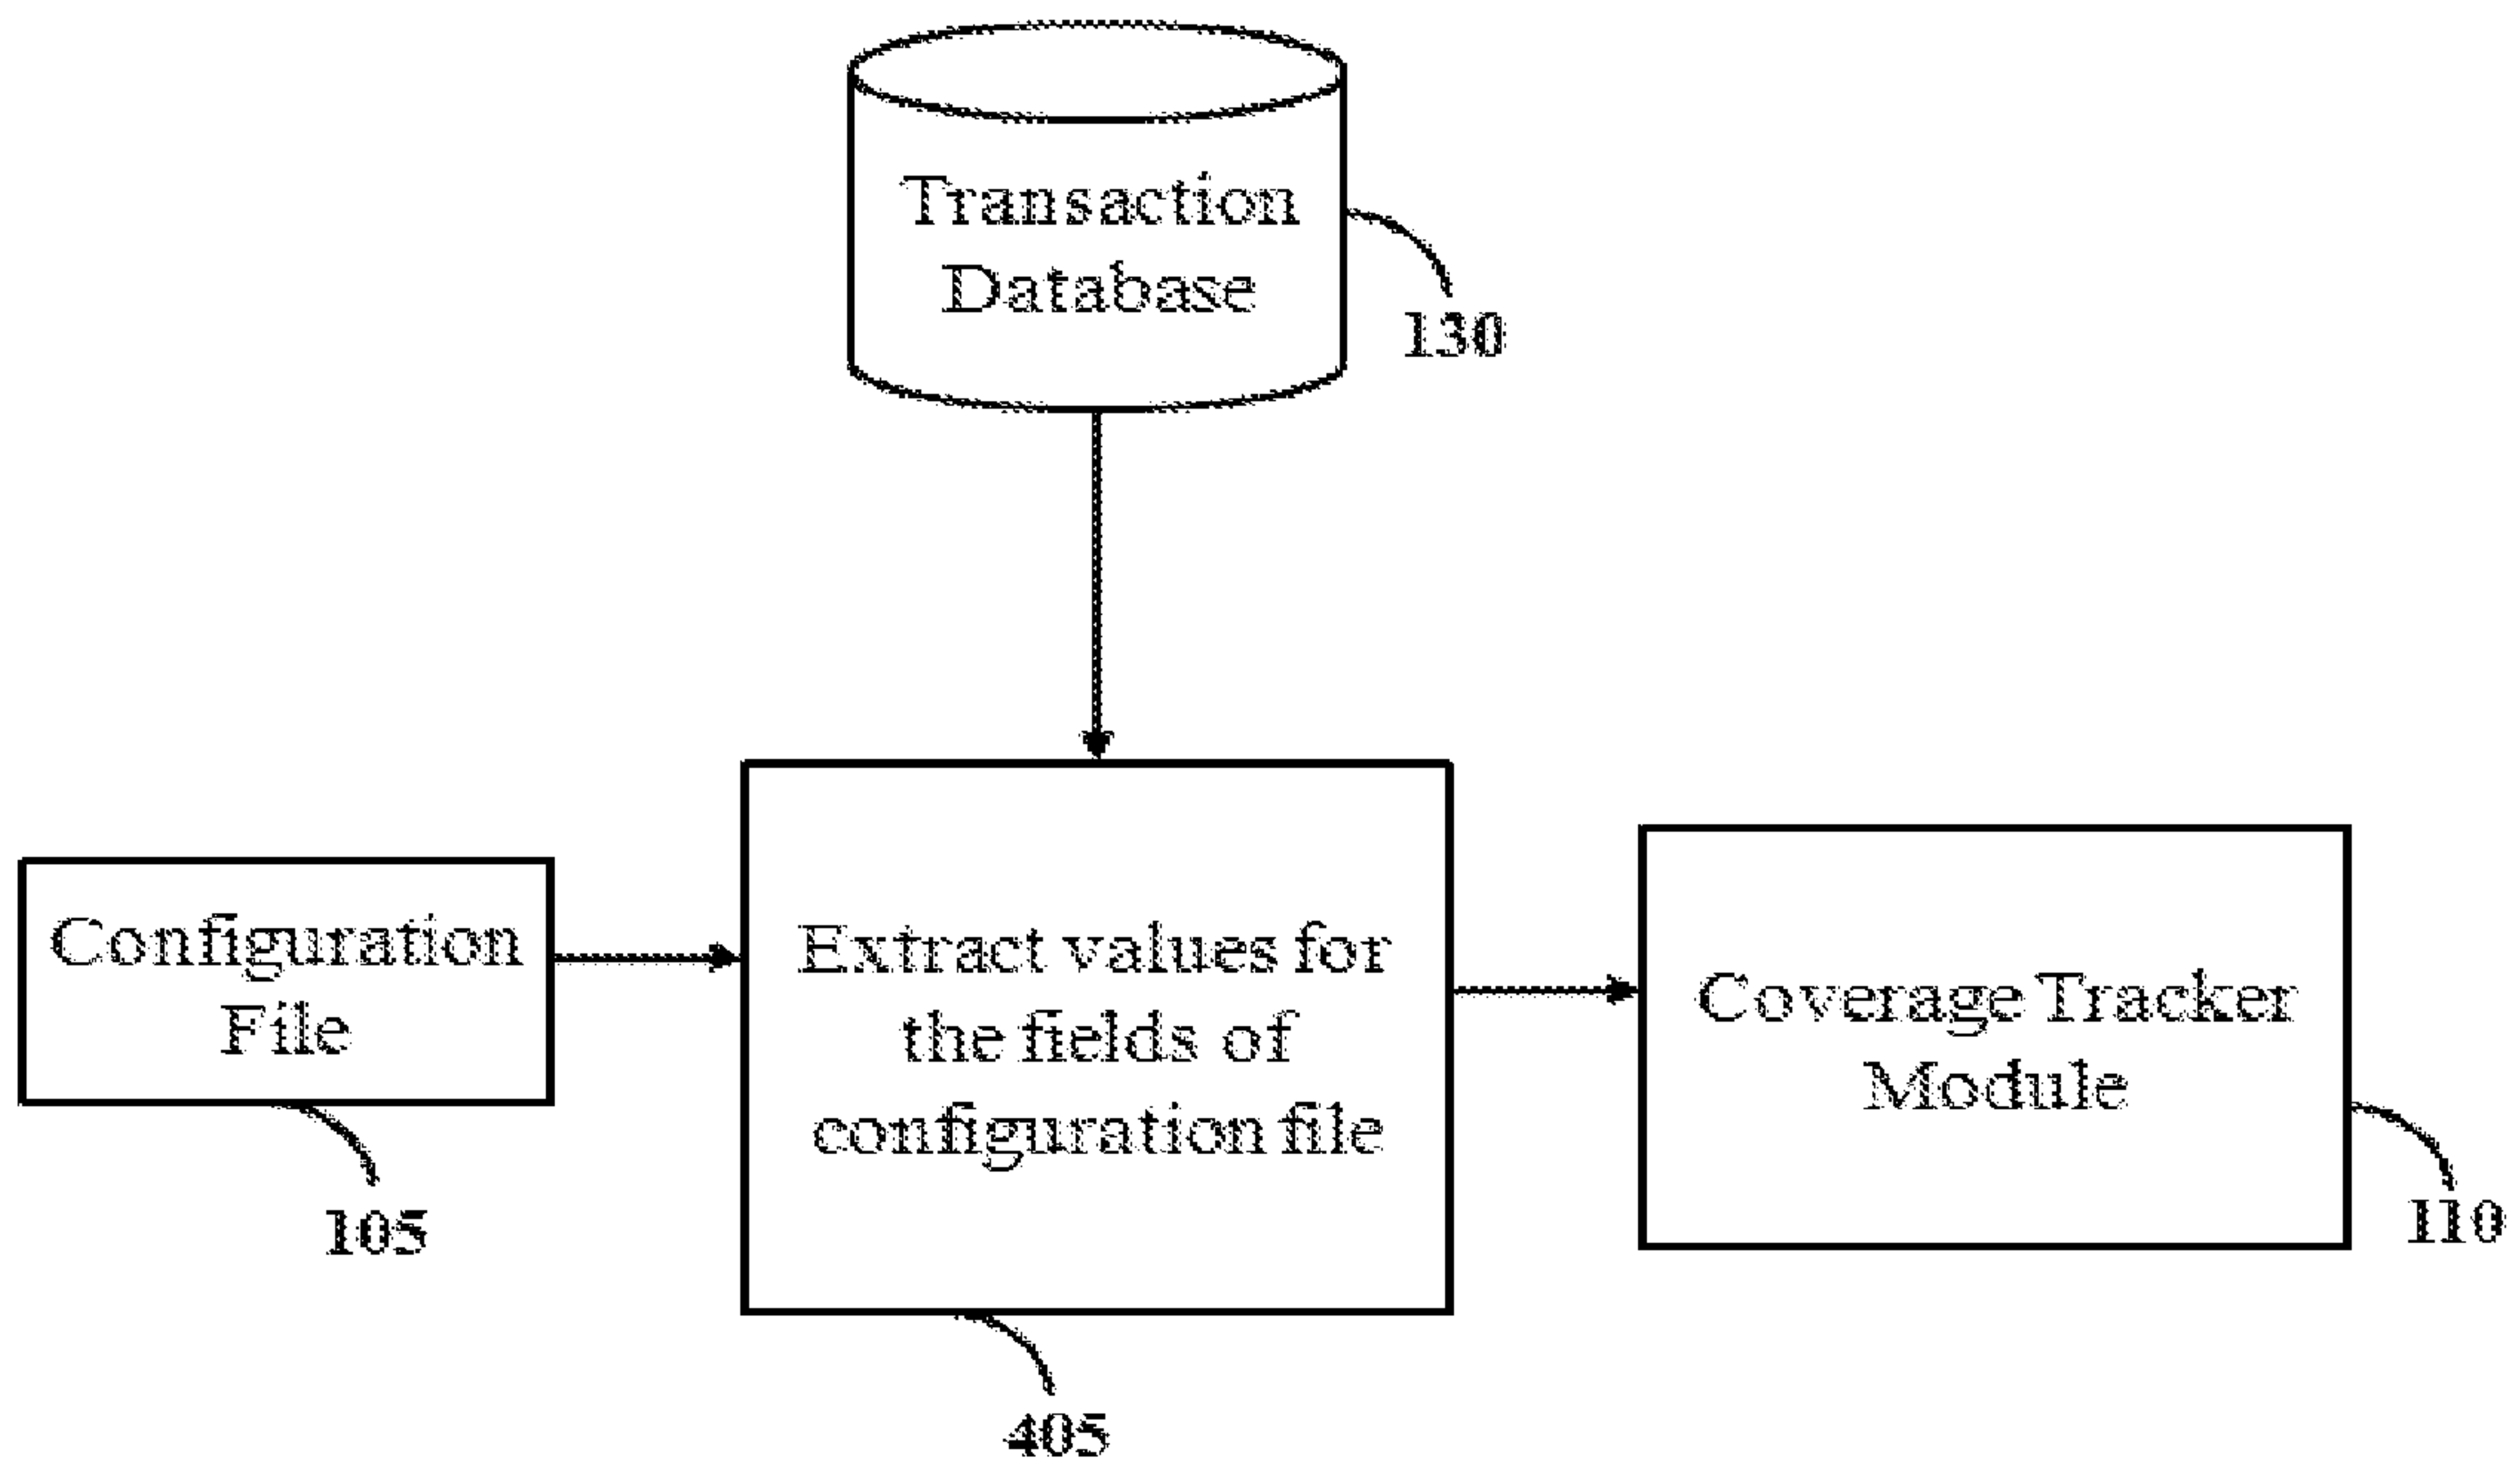 Transaction
Database
130
Configuration
File
105
Extract values for
the fields of
configuration file
405
Coverage Tracker
Module
110